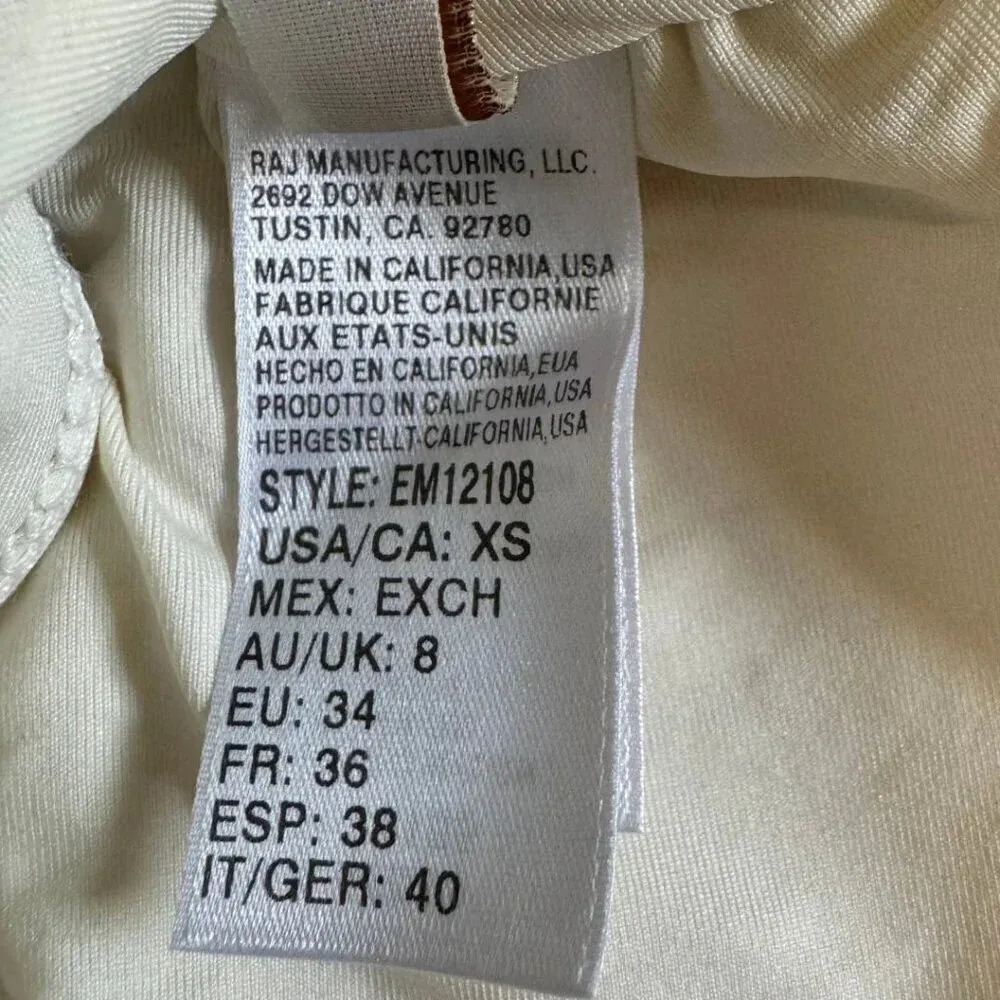 RAJ MANUFACTURING, LLC.
2692 DOW AVENUE
TUSTIN, CA. 92780
MADE IN CALIFORNIA,USA
FABRIQUE CALIFORNIE
AUX ETATS-UNIS
HECHO EN CALIFORNIA,EUA
PRODOTTO IN CALIFORNIA,USA
HERGESTELLT CALIFORNIA,USA
STYLE: EM12108
USA/CA: XS
MEX: EXCH
AU/UK: 8
EU: 34
FR: 36
ESP: 38
IT/GER: 40